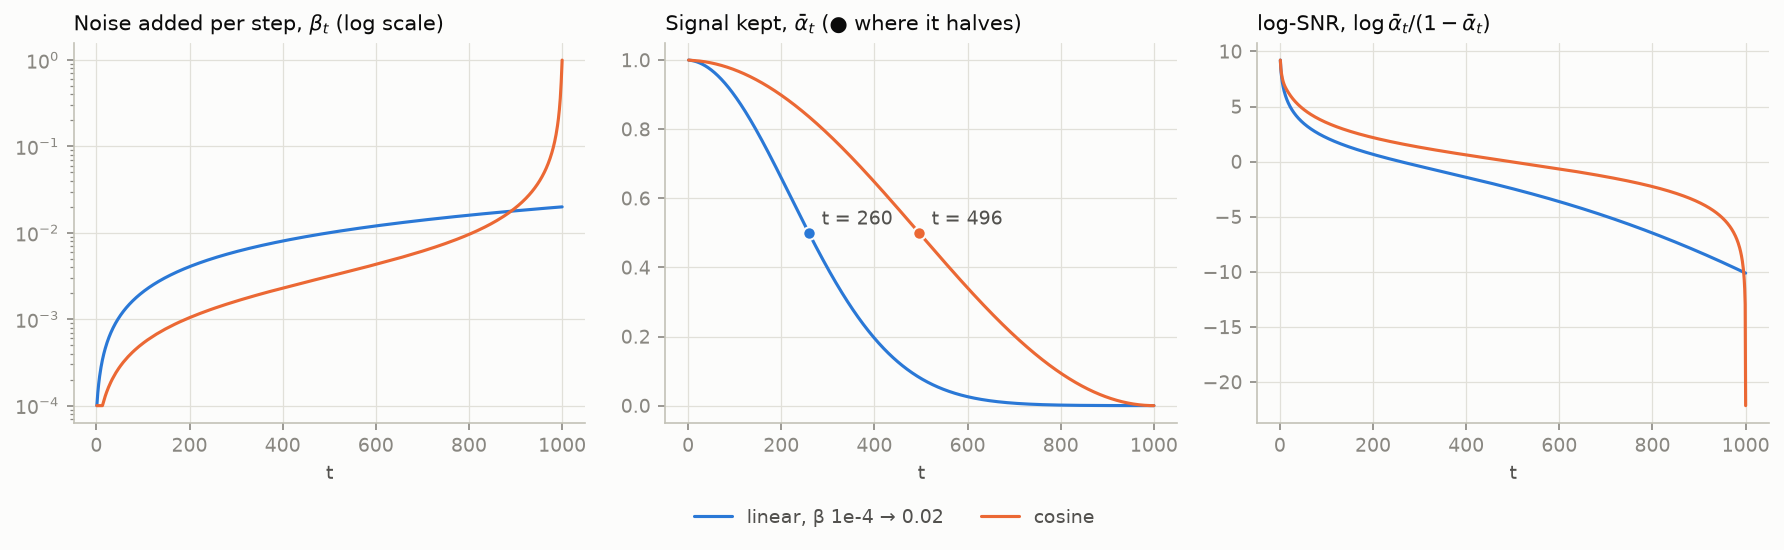 Noise added per step, βₜ (log scale)
10⁰
10⁻¹
10⁻²
10⁻³
10⁻⁴
0 200 400 600 800 1000
t
Signal kept, ᾱₜ (● where it halves)
1.0
0.8
0.6
0.4
0.2
0.0
t = 260
t = 496
0 200 400 600 800 1000
t
log-SNR, log ᾱₜ/(1 − ᾱₜ)
10
5
0
−5
−10
−15
−20
0 200 400 600 800 1000
t
linear, β 1e-4 → 0.02
cosine